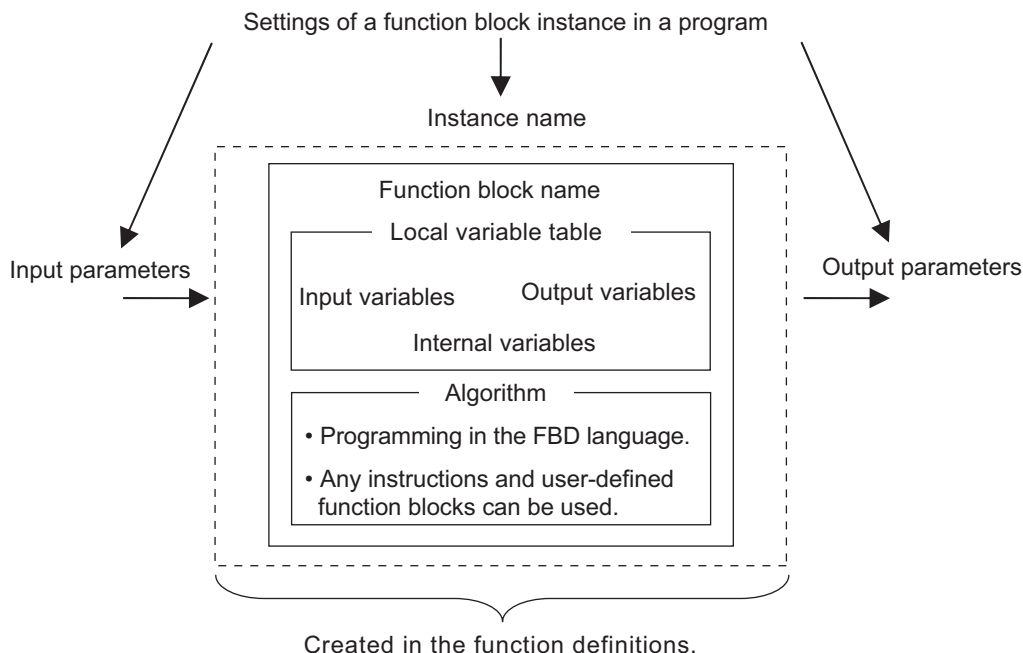 Settings of a function block instance in a program
Instance name
Function block name
Local variable table
Input parameters
Output parameters
Input variables
Output variables
Internal variables
Algorithm
• Programming in the FBD language.
• Any instructions and user-defined
function blocks can be used.
Created in the function definitions.